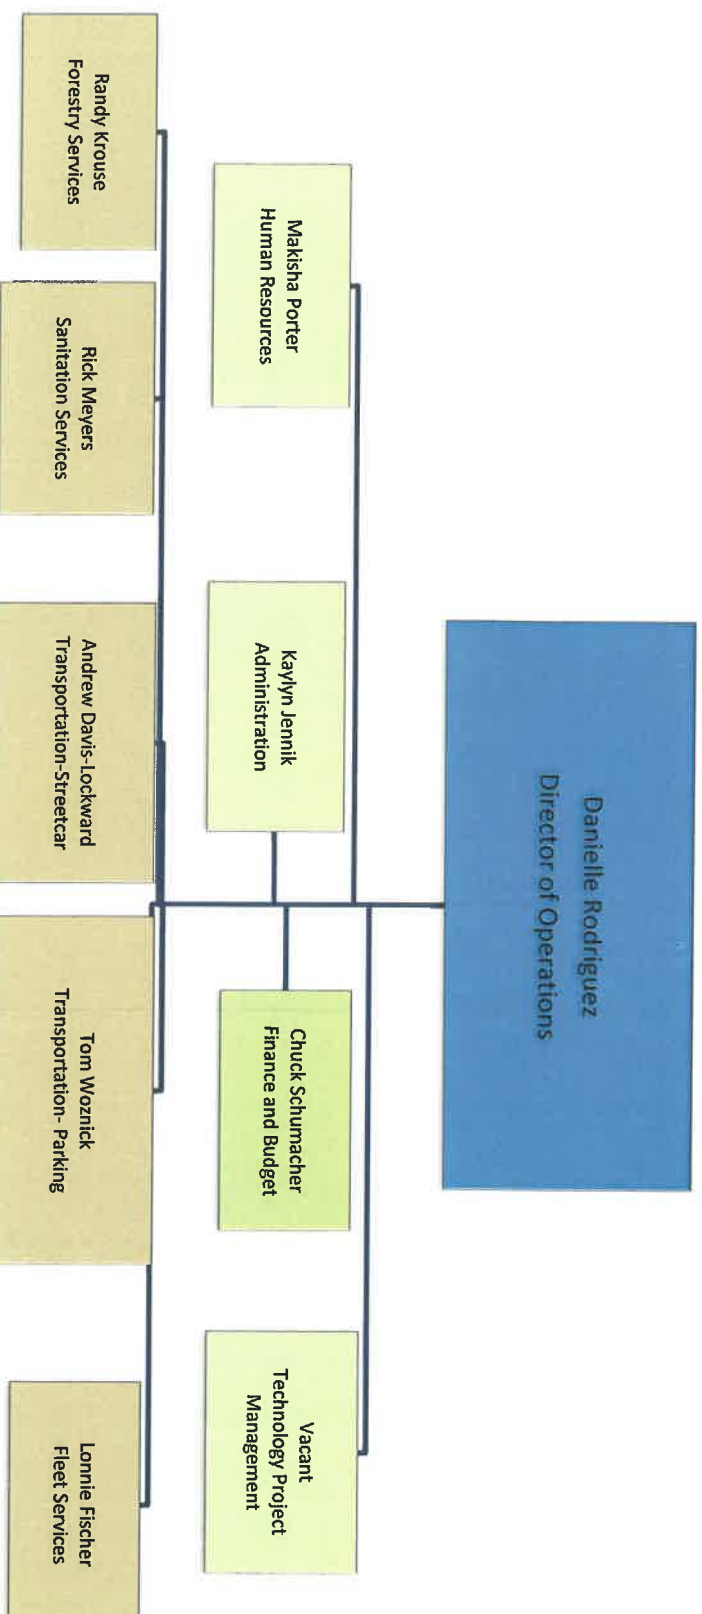 Danielle Rodriguez
Director of Operations
Makisha Porter
Human Resources
Kaylyn Jennik
Administration
Chuck Schumacher
Finance and Budget
Vacant
Technology Project
Management
Randy Krouse
Forestry Services
Rick Meyers
Sanitation Services
Andrew Davis-Lockward
Transportation-Streetcar
Tom Woznick
Transportation- Parking
Lonnie Fischer
Fleet Services